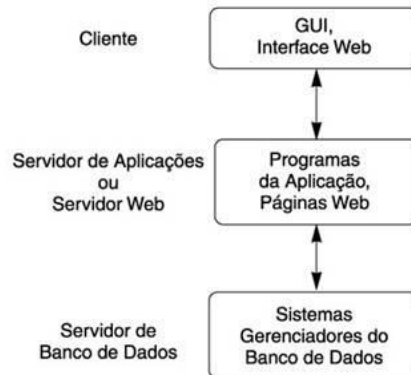 Cliente
GUI,
Interface Web
Servidor de Aplicações
ou
Servidor Web
Programas
da Aplicação,
Páginas Web
Servidor de
Banco de Dados
Sistemas
Gerenciadores do
Banco de Dados